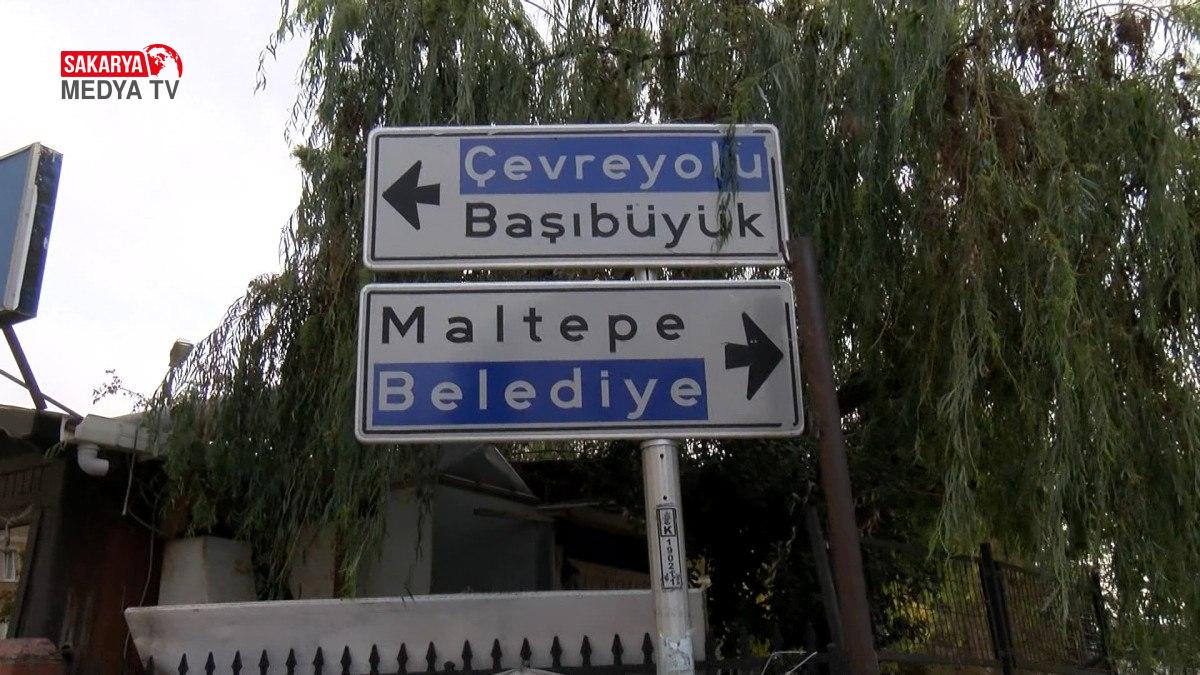 SAKARYA
MEDYA TV
Çevreyolu
Başıbüyük
Maltepe
Belediye
K